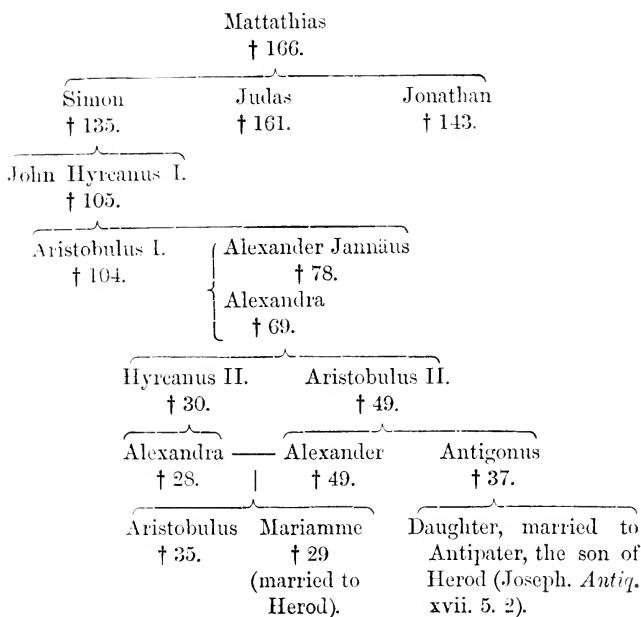 Mattathias
† 166.
Simon Judas Jonathan
† 135. † 161. † 143.
John Hyrcanus I.
† 105.
Aristobulus I. Alexander Jannäus
† 104. † 78.
Alexandra
† 69.
Hyrcanus II. Aristobulus II.
† 30. † 49.
Alexandra — Alexander Antigonus
† 28. † 49. † 37.
Aristobulus Mariamme Daughter, married to
† 35. † 29 Antipater, the son of
(married to Herod (Joseph. Antiq.
Herod). xvii. 5. 2).